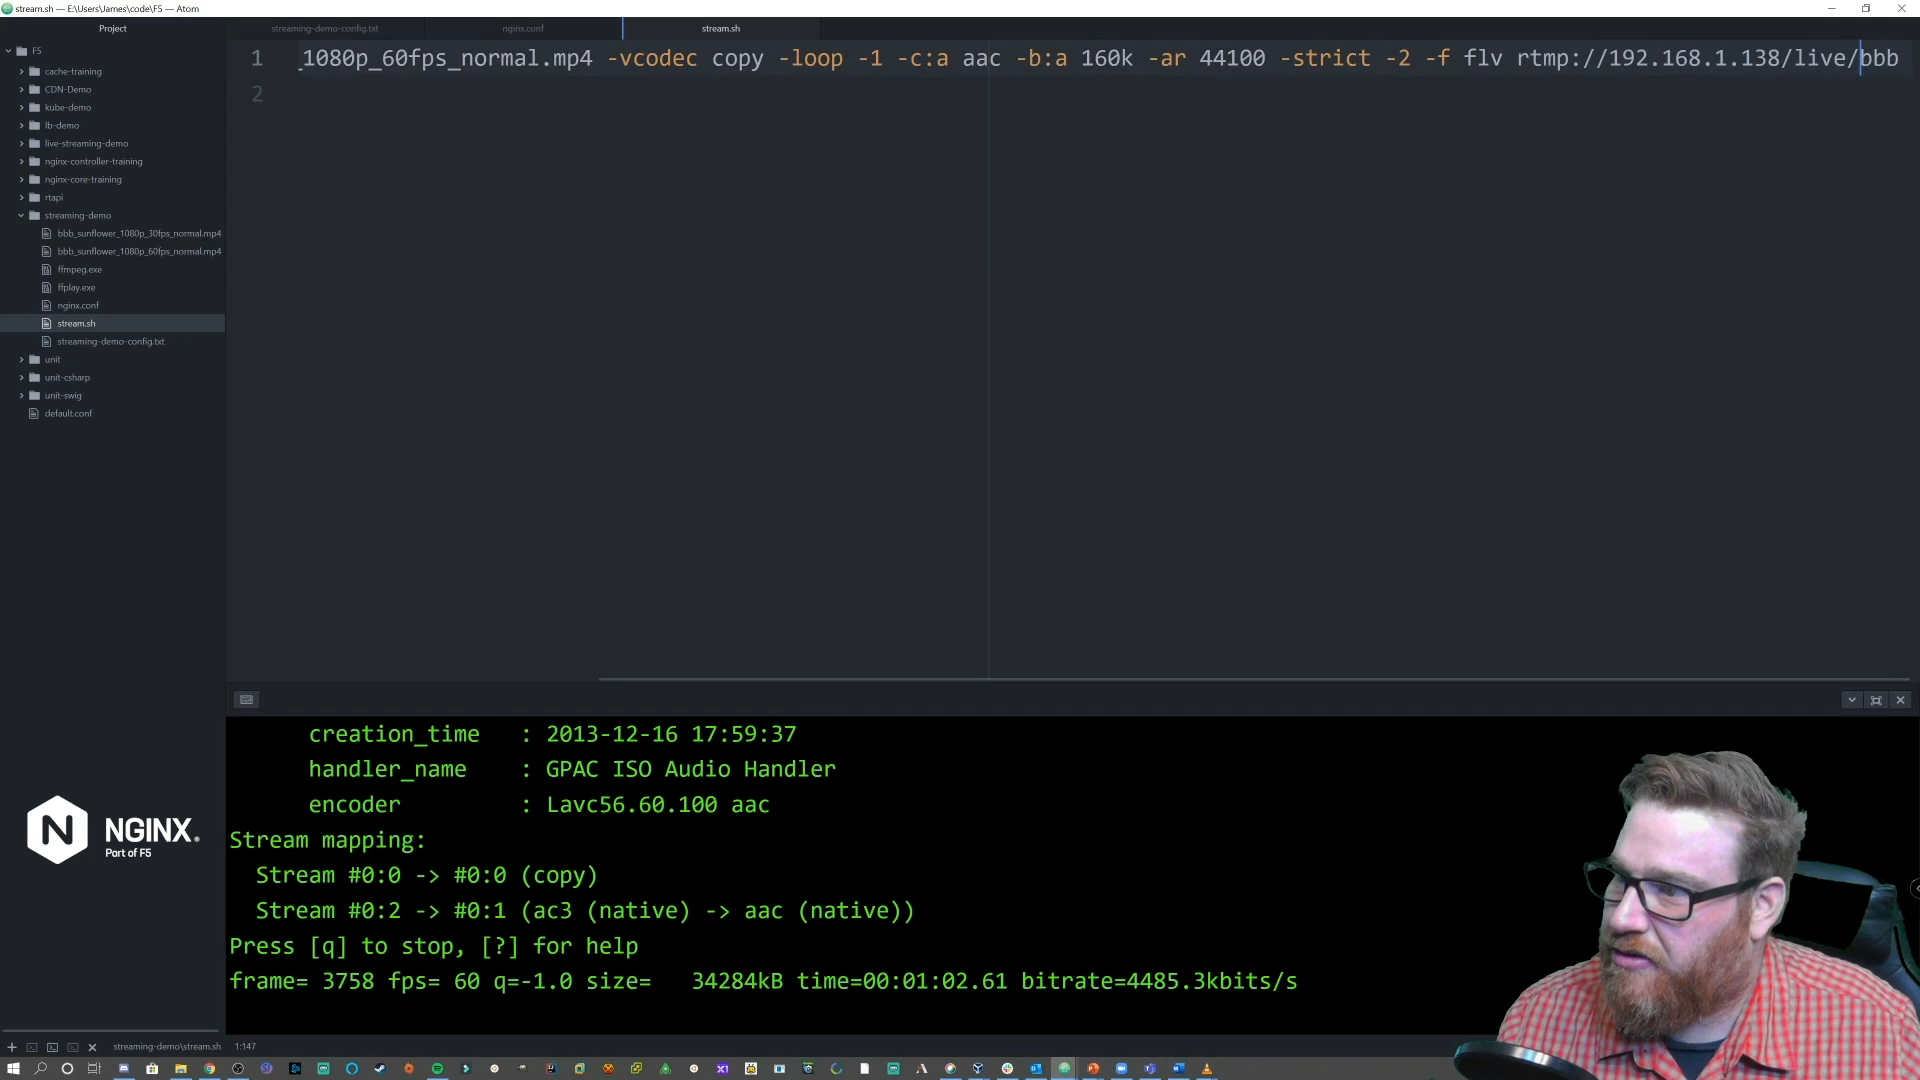 stream.sh — E:\Users\James\code\F5 — Atom
Project
streaming-demo-config.txt
nginx.conf
stream.sh
F5
cache-training
CDN-Demo
kube-demo
lb-demo
live-streaming-demo
nginx-controller-training
nginx-core-training
rtapi
streaming-demo
bbb_sunflower_1080p_30fps_normal.mp4
bbb_sunflower_1080p_60fps_normal.mp4
ffmpeg.exe
ffplay.exe
nginx.conf
stream.sh
streaming-demo-config.txt
unit
unit-csharp
unit-swig
default.conf
1 _1080p_60fps_normal.mp4 -vcodec copy -loop -1 -c:a aac -b:a 160k -ar 44100 -strict -2 -f flv rtmp://192.168.1.138/live/bbb
2
creation_time : 2013-12-16 17:59:37
handler_name : GPAC ISO Audio Handler
encoder : Lavc56.60.100 aac
Stream mapping:
Stream #0:0 -> #0:0 (copy)
Stream #0:2 -> #0:1 (ac3 (native) -> aac (native))
Press [q] to stop, [?] for help
frame= 3758 fps= 60 q=-1.0 size= 34284kB time=00:01:02.61 bitrate=4485.3kbits/s
N NGINX®
Part of F5
streaming-demo\stream.sh 1:147